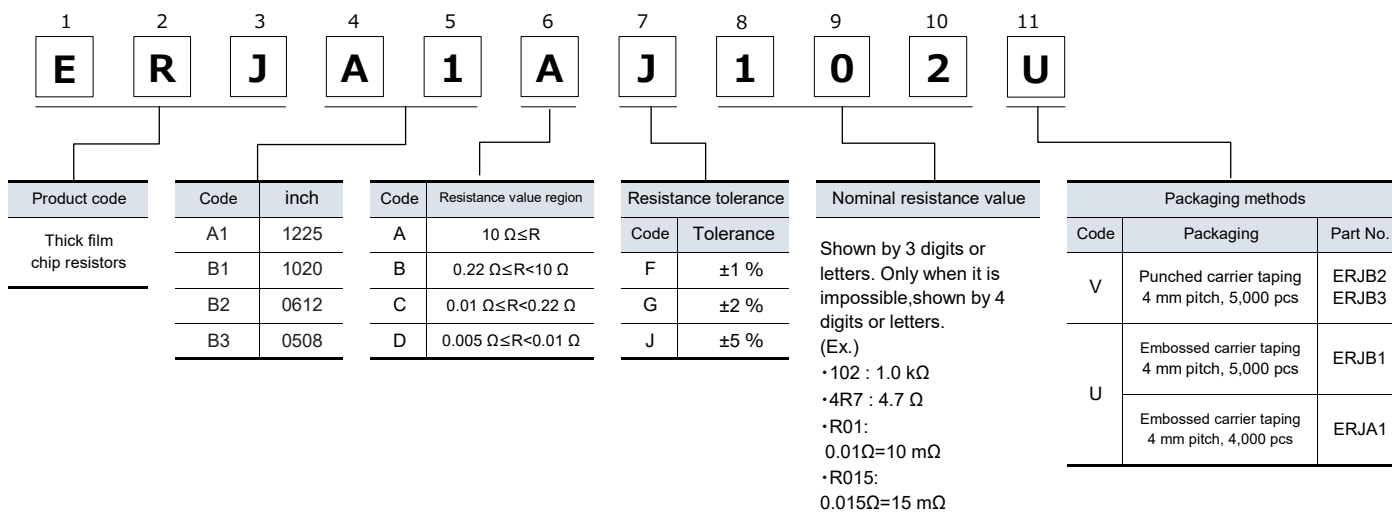 1 2 3 4 5 6 7 8 9 10 11
E R J A 1 A J 1 0 2 U
Product code
Thick film
chip resistors
Code inch
A1 1225
B1 1020
B2 0612
B3 0508
Code Resistance value region
A 10 Ω≤R
B 0.22 Ω≤R<10 Ω
C 0.01 Ω≤R<0.22 Ω
D 0.005 Ω≤R<0.01 Ω
Resistance tolerance
Code Tolerance
F ±1 %
G ±2 %
J ±5 %
Nominal resistance value
Shown by 3 digits or
letters. Only when it is
impossible,shown by 4
digits or letters.
(Ex.)
・102 : 1.0 kΩ
・4R7 : 4.7 Ω
・R01:
0.01Ω=10 mΩ
・R015:
0.015Ω=15 mΩ
Packaging methods
Code Packaging Part No.
V
Punched carrier taping
4 mm pitch, 5,000 pcs
ERJB2
ERJB3
U
Embossed carrier taping
4 mm pitch, 5,000 pcs
ERJB1
Embossed carrier taping
4 mm pitch, 4,000 pcs
ERJA1